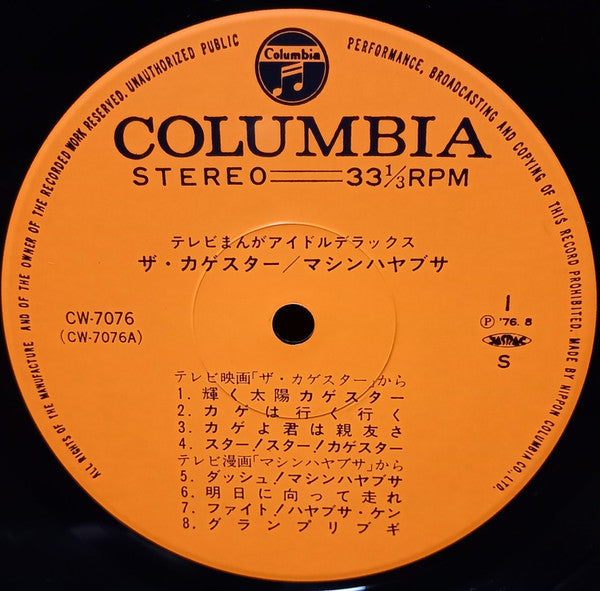 ALL RIGHTS OF THE MANUFACTURE AND OF THE OWNER OF THE RECORDED WORK RESERVED. UNAUTHORIZED PUBLIC PERFORMANCE, BROADCASTING AND COPYING OF THIS RECORD PROHIBITED. MADE BY NIPPON COLUMBIA CO., LTD.
Columbia
COLUMBIA
STEREO 33⅓RPM
テレビまんがアイドルデラックス
ザ・カゲスター/マシンハヤブサ
CW-7076
(CW-7076A)
1
Ⓟ '76. 8
JASRAC
S
テレビ映画「ザ・カゲスター」から
1. 輝く太陽カゲスター
2. カゲは行く行く
3. カゲよ君は親友さ
4. スター!スター!カゲスター
テレビ漫画「マシンハヤブサ」から
5. ダッシュ!マシンハヤブサ
6. 明日に向って走れ
7. ファイト!ハヤブサ・ケン
8. グランプリブギ